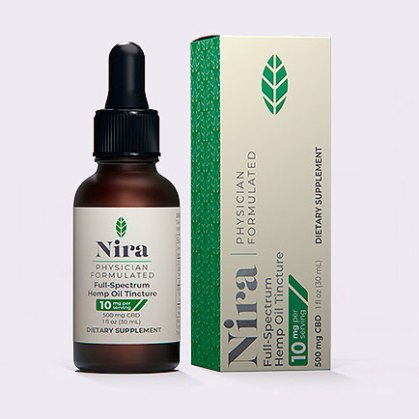 Nira
PHYSICIAN
FORMULATED
Full-Spectrum
Hemp Oil Tincture
10 mg per
serving
500 mg CBD
1 fl oz (30 mL)
DIETARY SUPPLEMENT
Nira
PHYSICIAN
FORMULATED
Full-Spectrum
Hemp Oil Tincture
10 mg per
serving
500 mg CBD 1 fl oz (30 mL)
DIETARY SUPPLEMENT